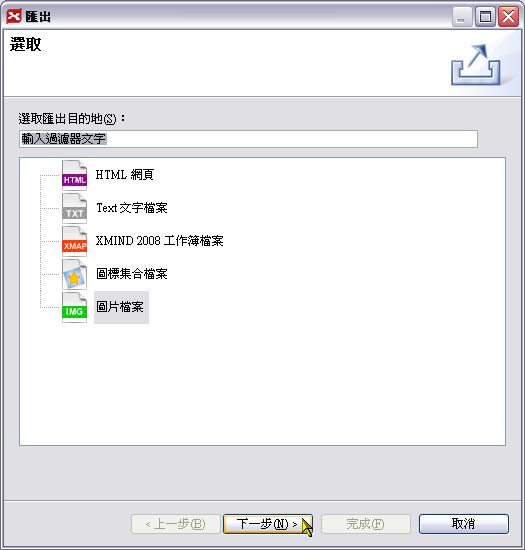 匯出
選取
選取匯出目的地(S)：
輸入過濾器文字
HTML HTML 網頁
TXT Text 文字檔案
XMAP XMIND 2008 工作簿檔案
圖標集合檔案
IMG 圖片檔案
< 上一步(B) 下一步(N) > 完成(F) 取消